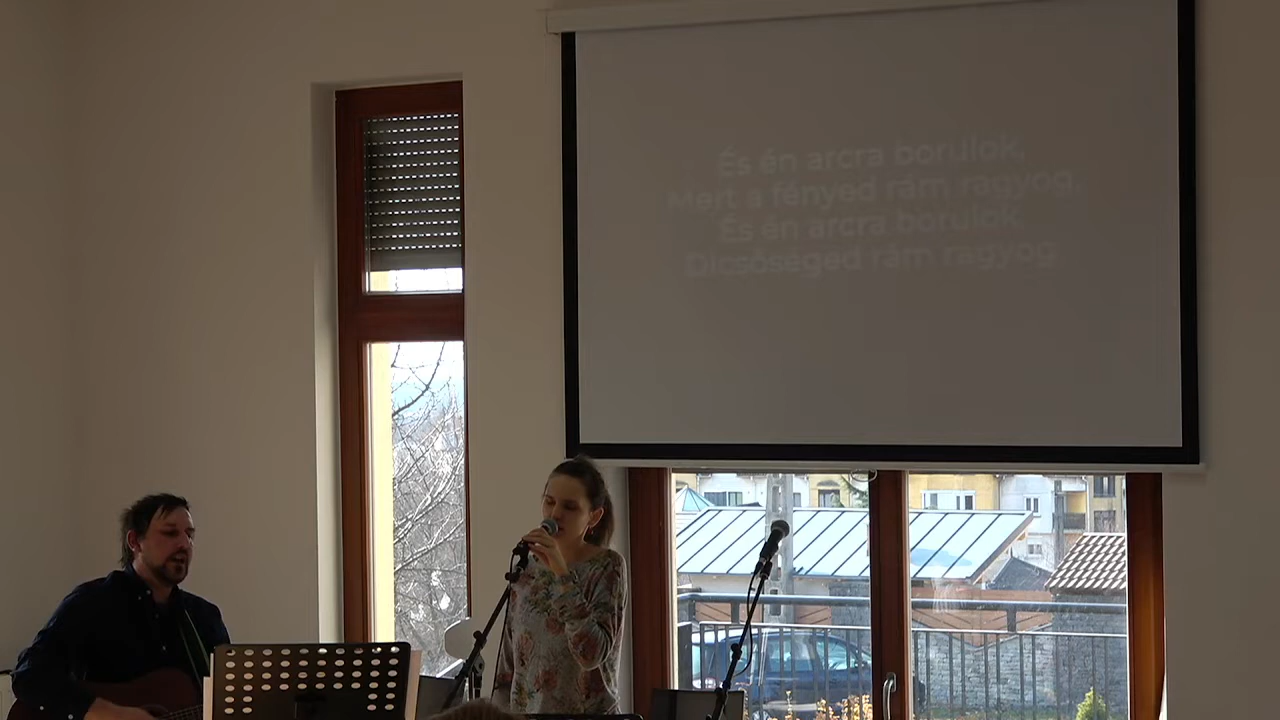 És én arcra borulok,
Mert a fényed rám ragyog,
És én arcra borulok
Dicsőséged rám ragyog